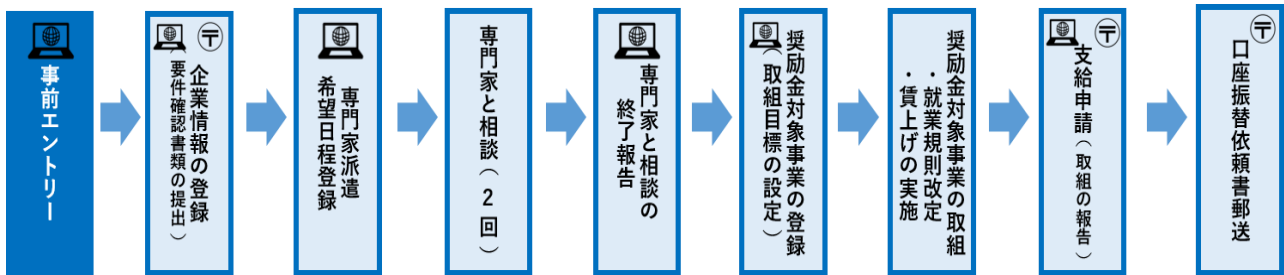 事前エントリー
〒
企業情報の登録
（要件確認書類の提出）
専門家派遣
希望日程登録
専門家と相談（２回）
専門家と相談の
終了報告
奨励金対象事業の登録
（取組目標の設定）
奨励金対象事業の取組
・就業規則改定
・賃上げの実施
〒
支給申請（取組の報告）
〒
口座振替依頼書郵送